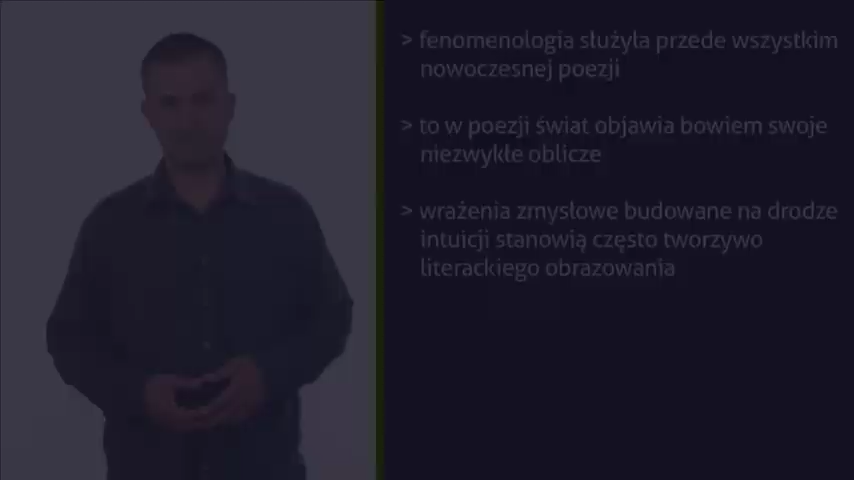 > fenomenologia służyła przede wszystkim
nowoczesnej poezji
> to w poezji świat objawia bowiem swoje
niezwykłe oblicze
> wrażenia zmysłowe budowane na drodze
intuicji stanowią często tworzywo
literackiego obrazowania